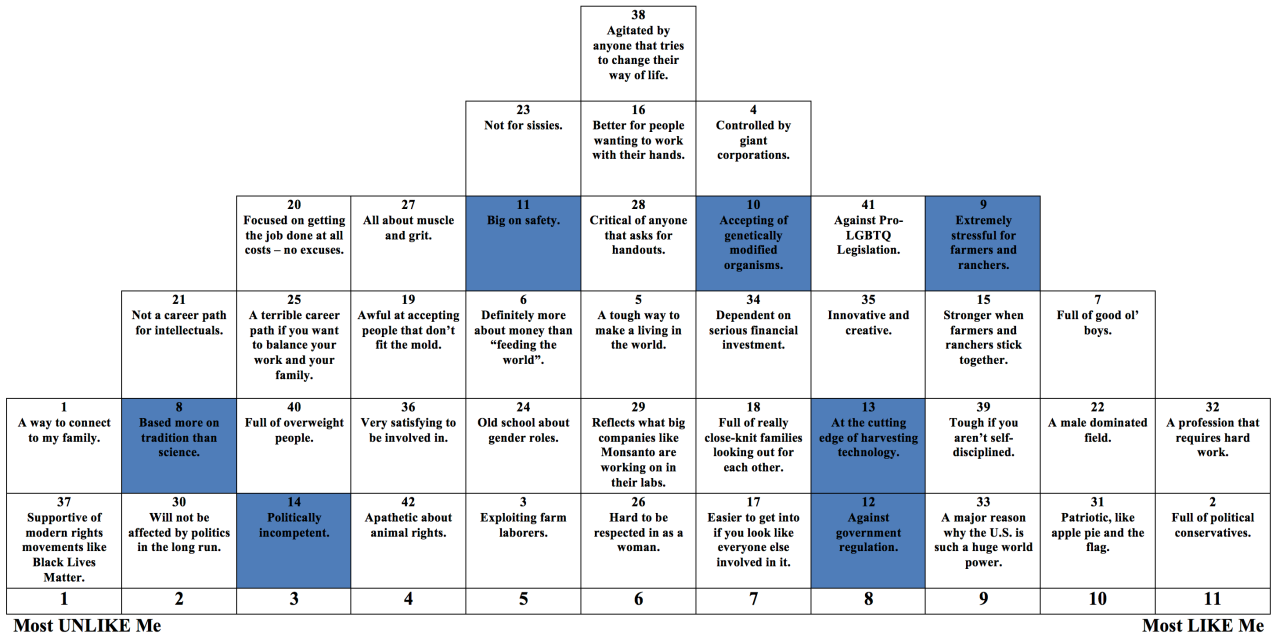 38
Agitated by
anyone that tries
to change their
way of life.
23
Not for sissies.
16
Better for people
wanting to work
with their hands.
4
Controlled by
giant
corporations.
20
Focused on getting
the job done at all
costs – no excuses.
27
All about muscle
and grit.
11
Big on safety.
28
Critical of anyone
that asks for
handouts.
10
Accepting of
genetically
modified
organisms.
41
Against Pro-
LGBTQ
Legislation.
9
Extremely
stressful for
farmers and
ranchers.
21
Not a career path
for intellectuals.
25
A terrible career
path if you want
to balance your
work and your
family.
19
Awful at accepting
people that don’t
fit the mold.
6
Definitely more
about money than
“feeding the
world”.
5
A tough way to
make a living in
the world.
34
Dependent on
serious financial
investment.
35
Innovative and
creative.
15
Stronger when
farmers and
ranchers stick
together.
7
Full of good ol’
boys.
1
A way to connect
to my family.
8
Based more on
tradition than
science.
40
Full of overweight
people.
36
Very satisfying to
be involved in.
24
Old school about
gender roles.
29
Reflects what big
companies like
Monsanto are
working on in
their labs.
18
Full of really
close-knit families
looking out for
each other.
13
At the cutting
edge of harvesting
technology.
39
Tough if you
aren’t self-
disciplined.
22
A male dominated
field.
32
A profession that
requires hard
work.
37
Supportive of
modern rights
movements like
Black Lives
Matter.
30
Will not be
affected by politics
in the long run.
14
Politically
incompetent.
42
Apathetic about
animal rights.
3
Exploiting farm
laborers.
26
Hard to be
respected in as a
woman.
17
Easier to get into
if you look like
everyone else
involved in it.
12
Against
government
regulation.
33
A major reason
why the U.S. is
such a huge world
power.
31
Patriotic, like
apple pie and the
flag.
2
Full of political
conservatives.
1 2 3 4 5 6 7 8 9 10 11
Most UNLIKE Me Most LIKE Me